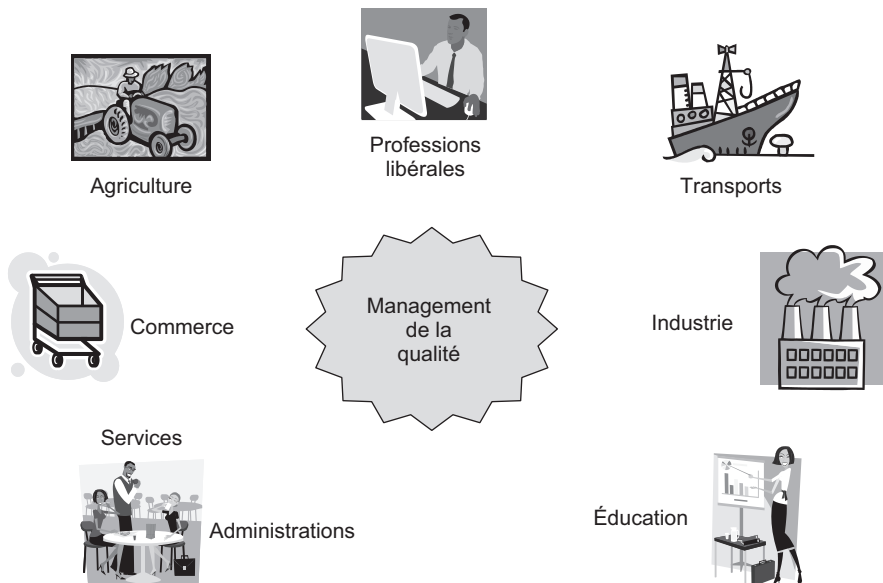 Professions
libérales
Agriculture
Transports
Management
de la
qualité
Commerce
Industrie
Services
Administrations
Éducation